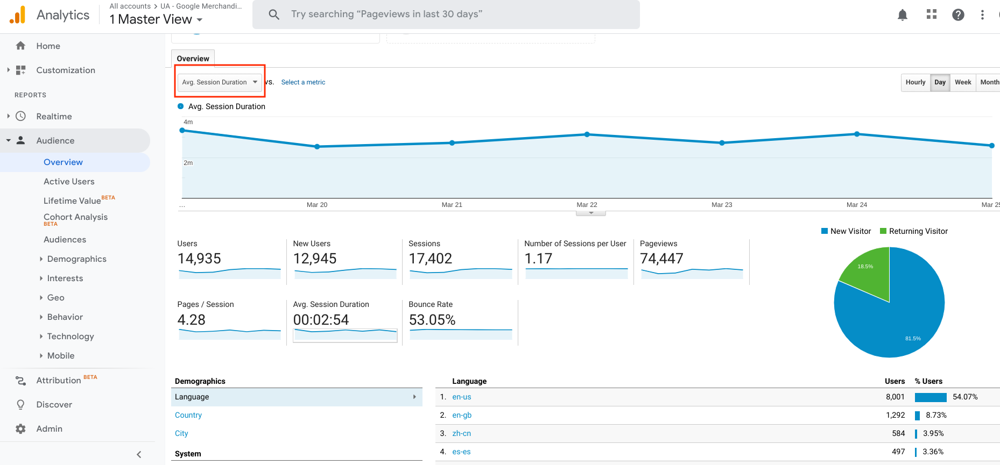 Analytics
All accounts > UA - Google Merchandi...
1 Master View
Try searching “Pageviews in last 30 days”
Home
Customization
REPORTS
Realtime
Audience
Overview
Active Users
Lifetime Value BETA
Cohort Analysis
BETA
Audiences
Demographics
Interests
Geo
Behavior
Technology
Mobile
Attribution BETA
Discover
Admin
Overview
Avg. Session Duration vs. Select a metric
Hourly Day Week Month
Avg. Session Duration
4m
2m
... Mar 20 Mar 21 Mar 22 Mar 23 Mar 24 Mar 25
New Visitor Returning Visitor
18.5%
81.5%
Users New Users Sessions Number of Sessions per User Pageviews
14,935 12,945 17,402 1.17 74,447
Pages / Session Avg. Session Duration Bounce Rate
4.28 00:02:54 53.05%
Demographics
Language
Country
City
System
Language Users % Users
1. en-us 8,001 54.07%
2. en-gb 1,292 8.73%
3. zh-cn 584 3.95%
4. es-es 497 3.36%